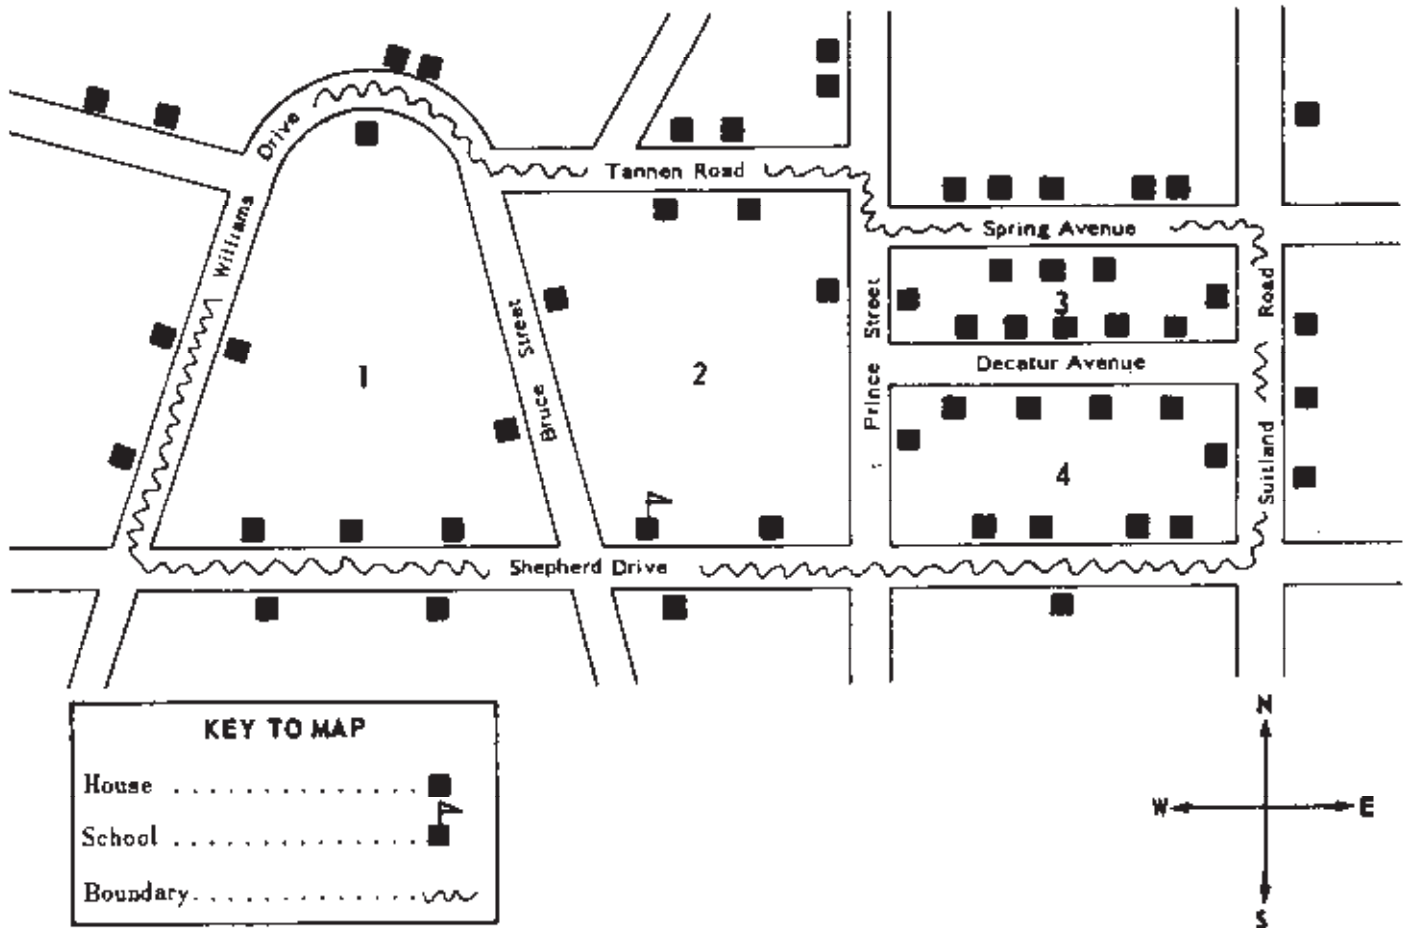 Drive
Williams
Tannen Road
Spring Avenue
Street
Prince
Road
Suitland
3
Decatur Avenue
Street
Bruce
1
2
4
Shepherd Drive
KEY TO MAP
House . . . . . . . . . . . . . .
School . . . . . . . . . . . . . .
Boundary. . . . . . . . . . . . .
N
W
E
S